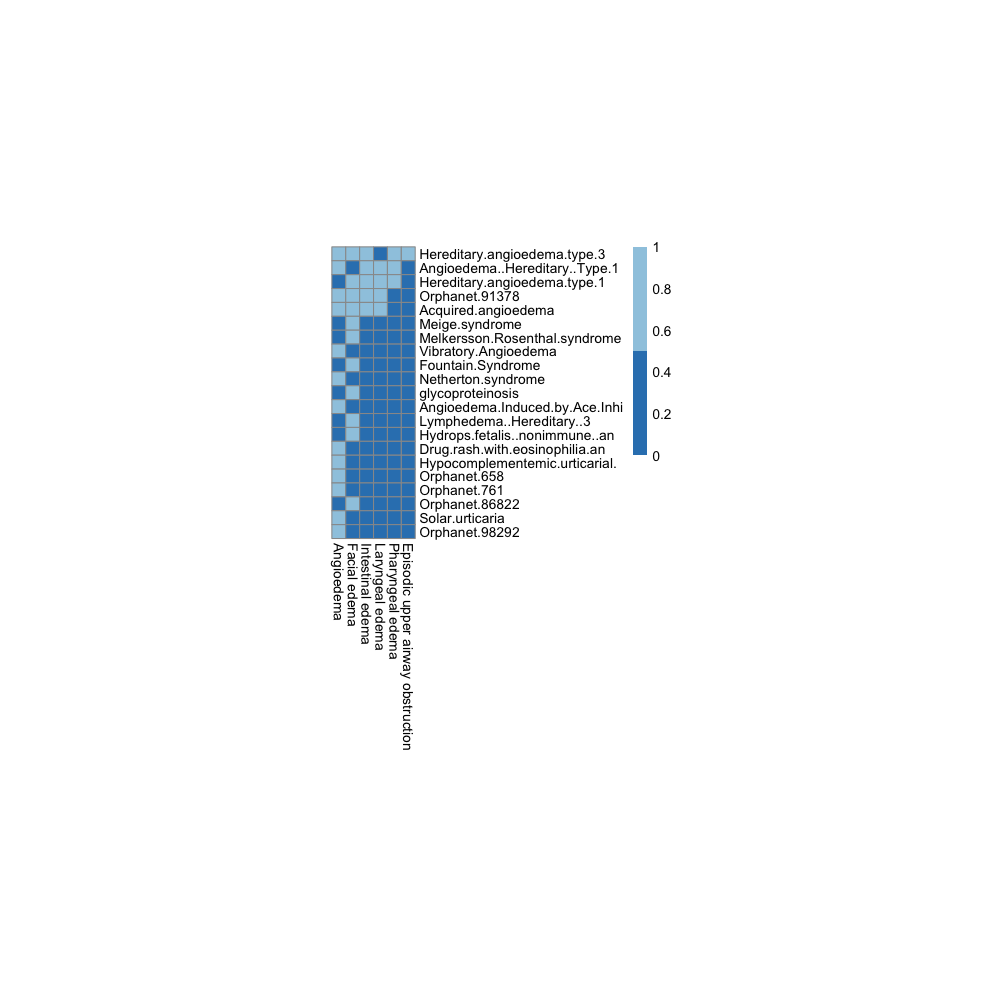 Hereditary.angioedema.type.3
Angioedema..Hereditary..Type.1
Hereditary.angioedema.type.1
Orphanet.91378
Acquired.angioedema
Meige.syndrome
Melkersson.Rosenthal.syndrome
Vibratory.Angioedema
Fountain.Syndrome
Netherton.syndrome
glycoproteinosis
Angioedema.Induced.by.Ace.Inhi
Lymphedema..Hereditary..3
Hydrops.fetalis..nonimmune..an
Drug.rash.with.eosinophilia.an
Hypocomplementemic.urticarial.
Orphanet.658
Orphanet.761
Orphanet.86822
Solar.urticaria
Orphanet.98292
1
0.8
0.6
0.4
0.2
0
Angioedema
Facial edema
Intestinal edema
Laryngeal edema
Pharyngeal edema
Episodic upper airway obstruction